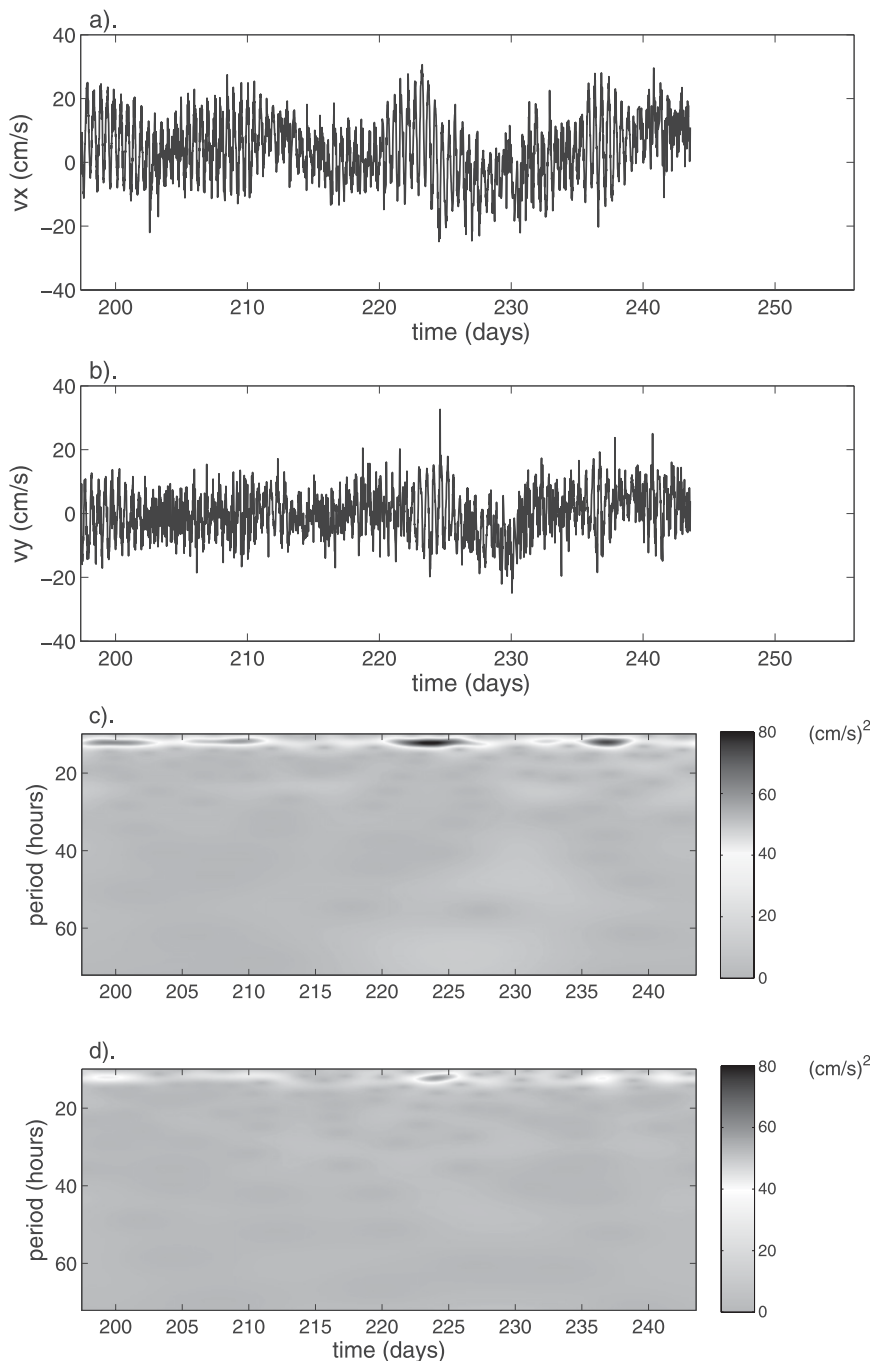 a).
40
20
0
−20
−40
vx (cm/s)
200 210 220 230 240 250
time (days)
b).
40
20
0
−20
−40
vy (cm/s)
200 210 220 230 240 250
time (days)
c).
20
40
60
period (hours)
200 205 210 215 220 225 230 235 240
80
60
40
20
0
(cm/s)²
d).
20
40
60
period (hours)
200 205 210 215 220 225 230 235 240
time (days)
80
60
40
20
0
(cm/s)²